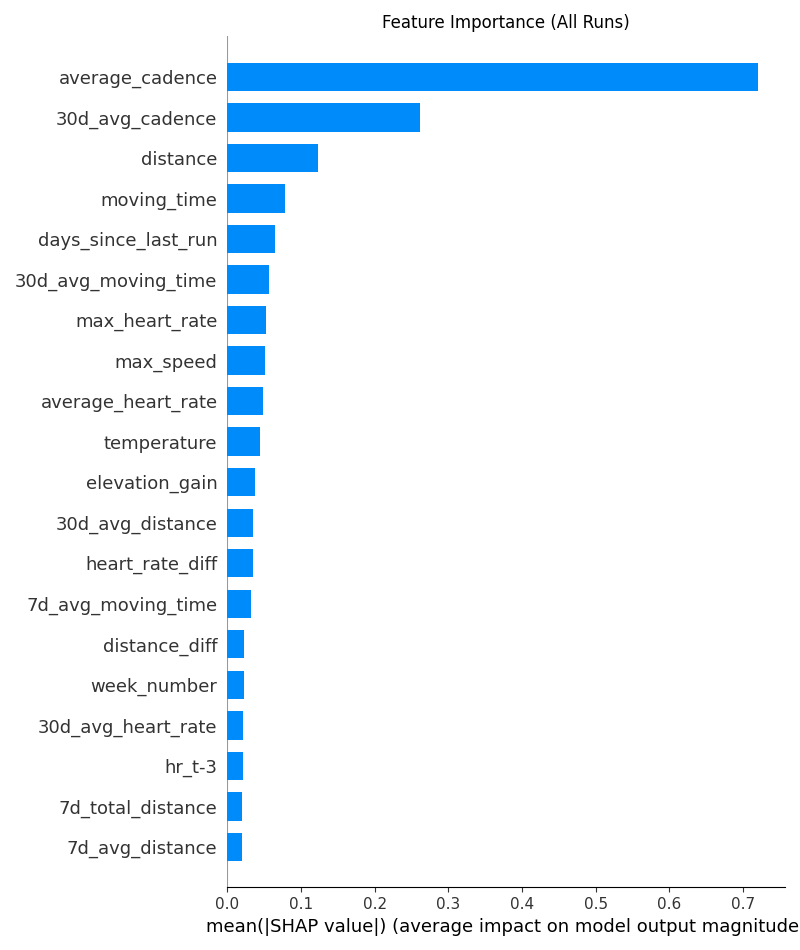 Feature Importance (All Runs)
average_cadence
30d_avg_cadence
distance
moving_time
days_since_last_run
30d_avg_moving_time
max_heart_rate
max_speed
average_heart_rate
temperature
elevation_gain
30d_avg_distance
heart_rate_diff
7d_avg_moving_time
distance_diff
week_number
30d_avg_heart_rate
hr_t-3
7d_total_distance
7d_avg_distance
0.0 0.1 0.2 0.3 0.4 0.5 0.6 0.7
mean(|SHAP value|) (average impact on model output magnitude